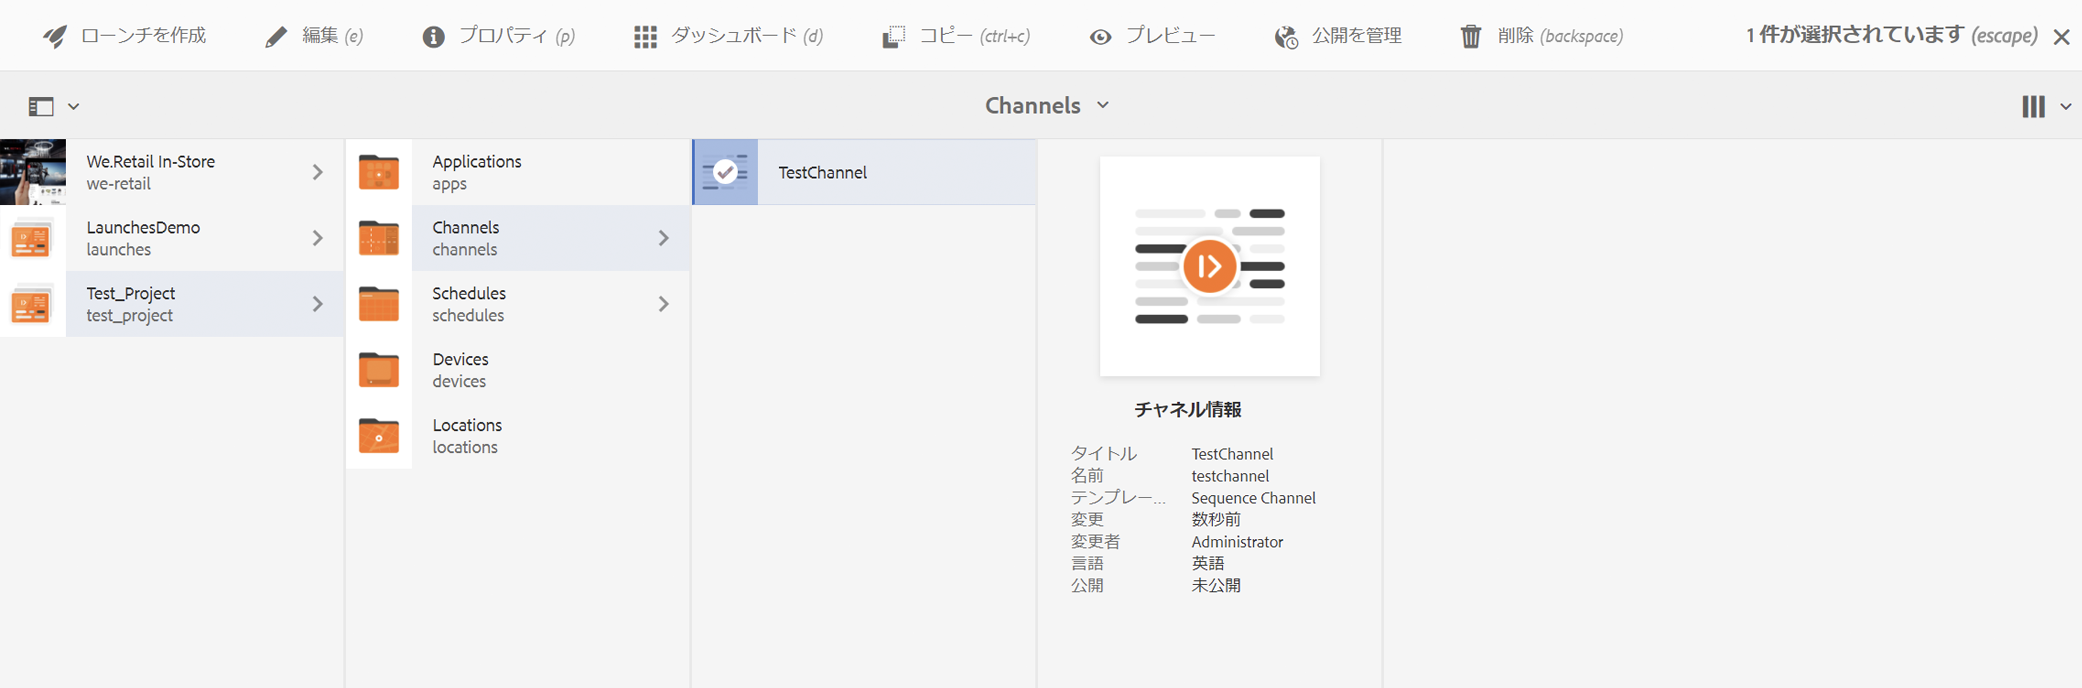 ローンチを作成
編集 (e)
プロパティ (p)
ダッシュボード (d)
コピー (ctrl+c)
プレビュー
公開を管理
削除 (backspace)
1 件が選択されています (escape)
Channels
We.Retail In-Store
we-retail
LaunchesDemo
launches
Test_Project
test_project
Applications
apps
Channels
channels
Schedules
schedules
Devices
devices
Locations
locations
TestChannel
チャネル情報
タイトル TestChannel
名前 testchannel
テンプレー... Sequence Channel
変更 数秒前
変更者 Administrator
言語 英語
公開 未公開